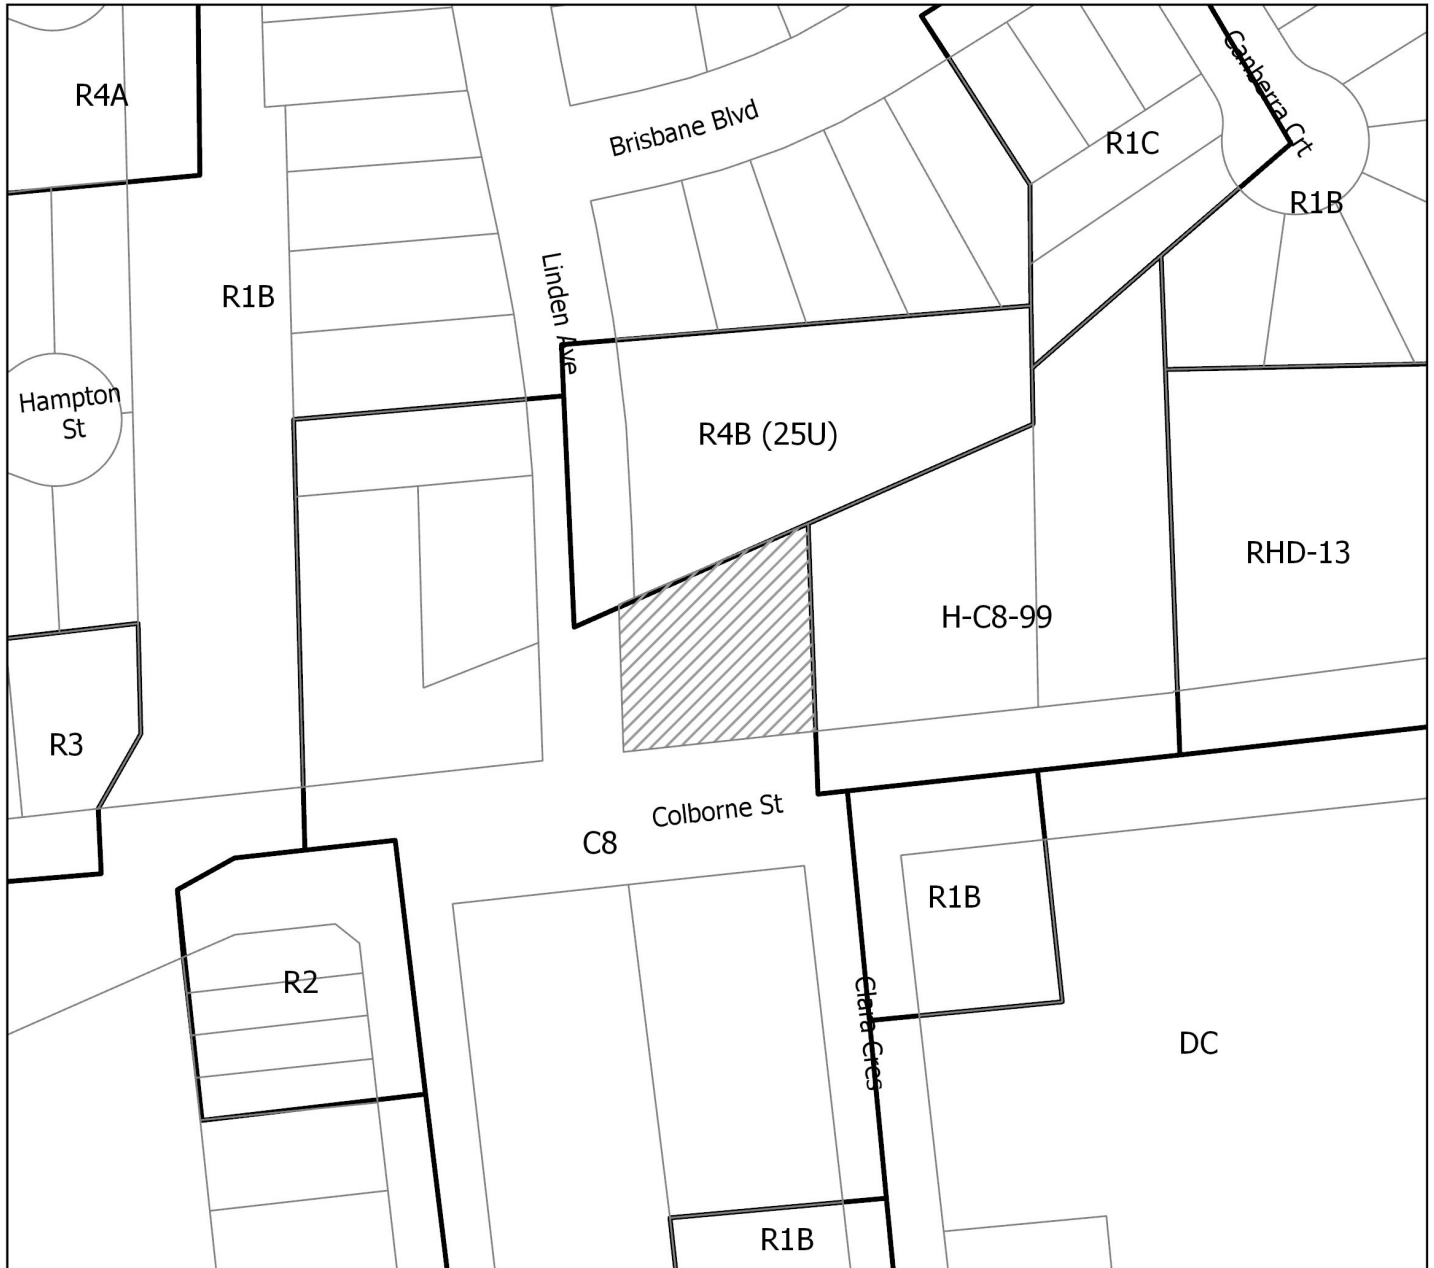 R4A
Brisbane Blvd
Canberra Crt
R1C
R1B
R1B
Linden Ave
Hampton
St
R4B (25U)
RHD-13
H-C8-99
R3
Colborne St
C8
R1B
R2
Clara Cres
DC
R1B